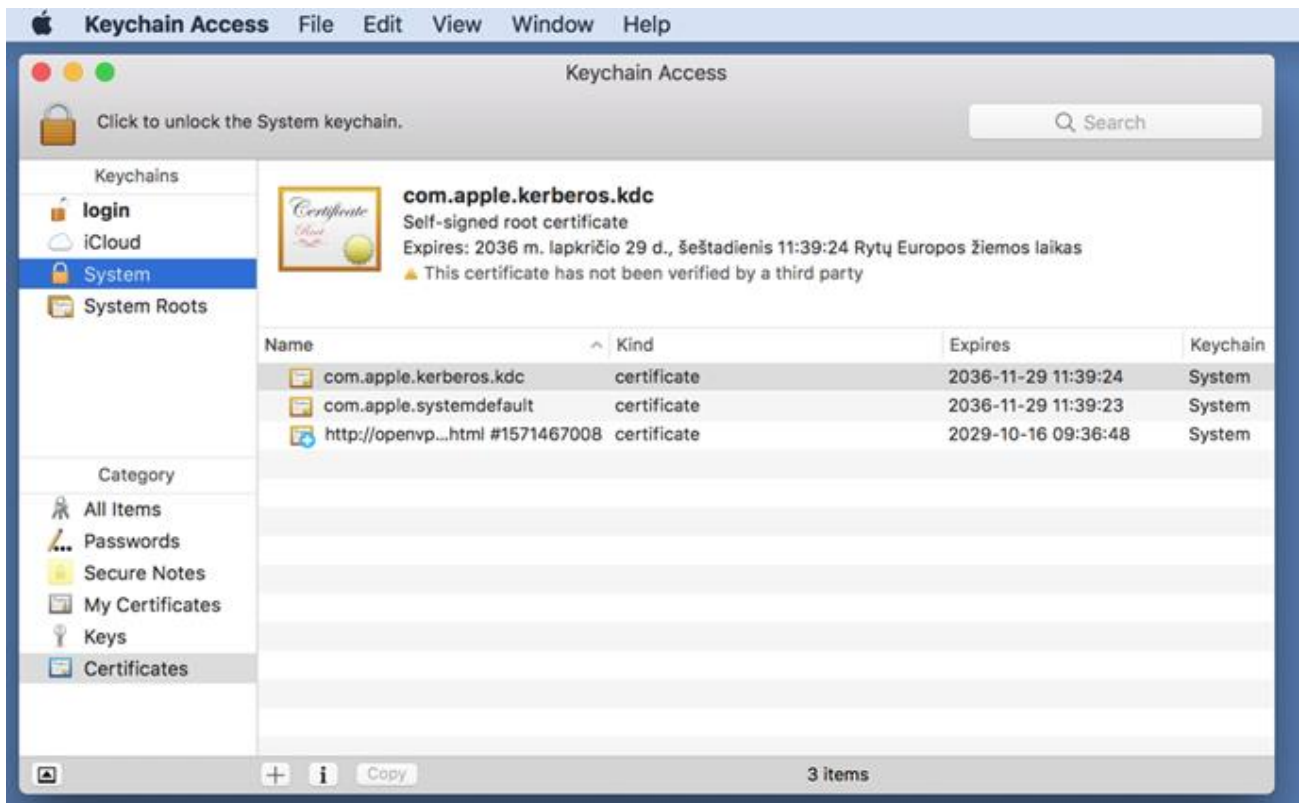 Keychain Access File Edit View Window Help
Keychain Access
Click to unlock the System keychain.
Search
Keychains
login
iCloud
System
System Roots
Certificate
Root
com.apple.kerberos.kdc
Self-signed root certificate
Expires: 2036 m. lapkričio 29 d., šeštadienis 11:39:24 Rytų Europos žiemos laikas
This certificate has not been verified by a third party
Name Kind Expires Keychain
com.apple.kerberos.kdc certificate 2036-11-29 11:39:24 System
com.apple.systemdefault certificate 2036-11-29 11:39:23 System
http://openvp...html #1571467008 certificate 2029-10-16 09:36:48 System
Category
All Items
Passwords
Secure Notes
My Certificates
Keys
Certificates
+ i Copy 3 items